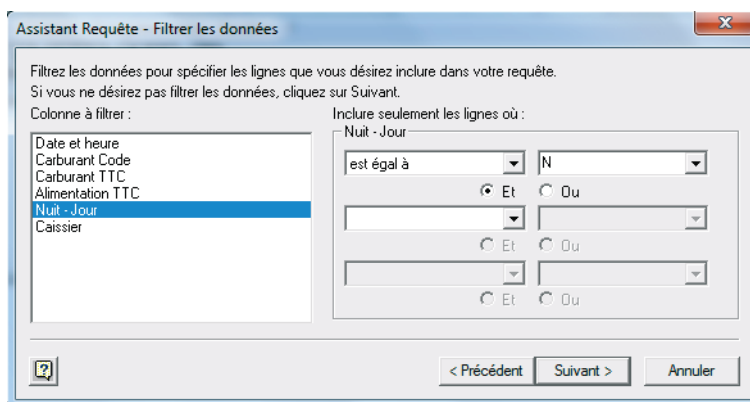 Assistant Requête - Filtrer les données
Filtrez les données pour spécifier les lignes que vous désirez inclure dans votre requête.
Si vous ne désirez pas filtrer les données, cliquez sur Suivant.
Colonne à filtrer :
Inclure seulement les lignes où :
Date et heure
Carburant Code
Carburant TTC
Alimentation TTC
Nuit - Jour
Caissier
Nuit - Jour
est égal à
N
Et
Ou
Et
Ou
Et
Ou
?
< Précédent
Suivant >
Annuler